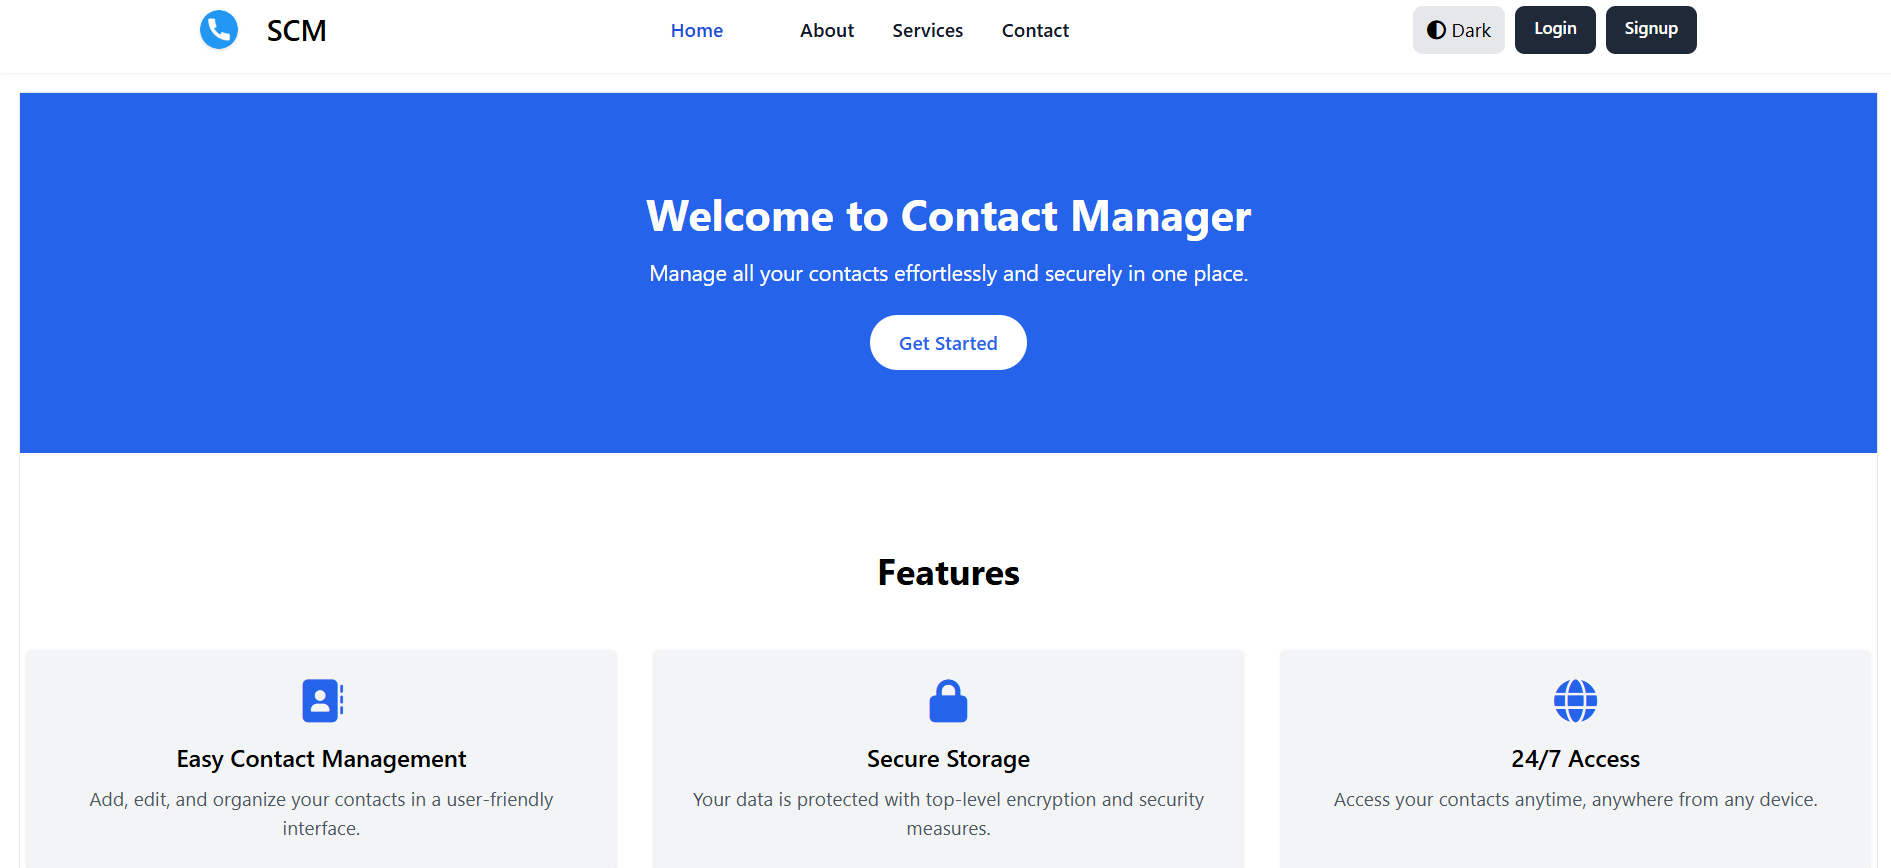 SCM
Home About Services Contact
Dark Login Signup
Welcome to Contact Manager
Manage all your contacts effortlessly and securely in one place.
Get Started
Features
Easy Contact Management
Add, edit, and organize your contacts in a user-friendly
interface.
Secure Storage
Your data is protected with top-level encryption and security
measures.
24/7 Access
Access your contacts anytime, anywhere from any device.